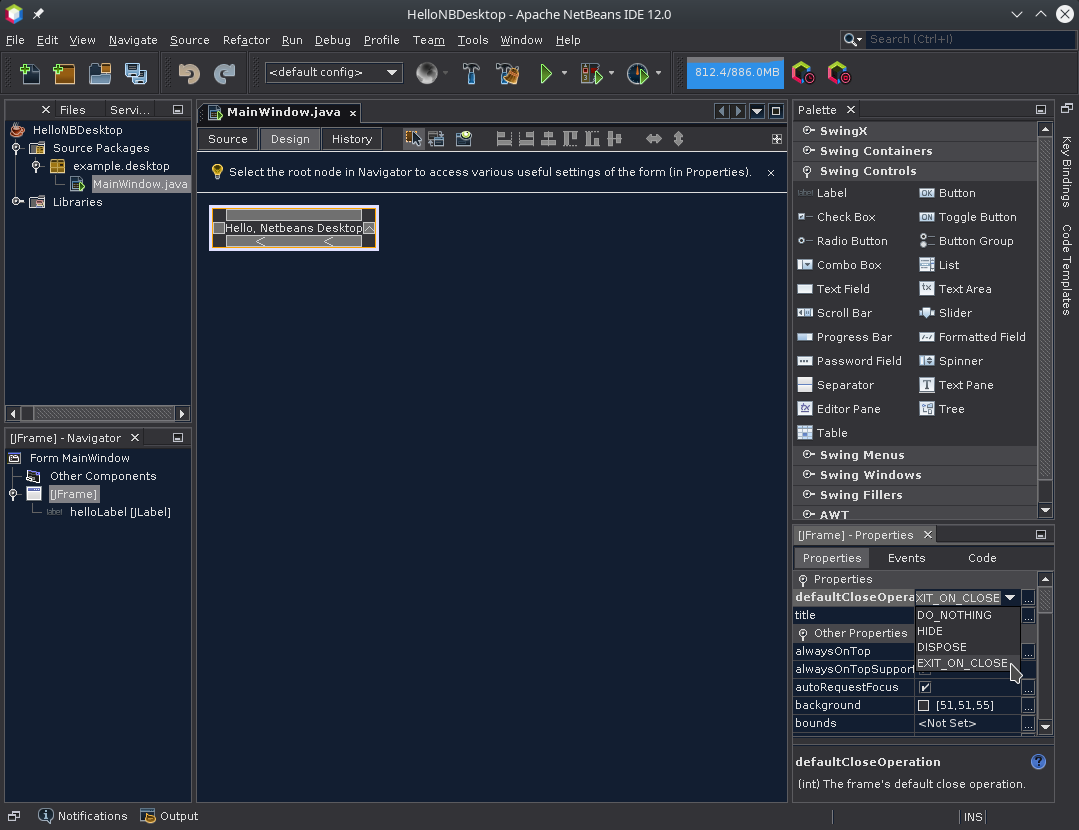 HelloNBDesktop - Apache NetBeans IDE 12.0
File Edit View Navigate Source Refactor Run Debug Profile Team Tools Window Help
Search (Ctrl+I)
<default config>
812.4/886.0MB
Files Servi...
HelloNBDesktop
Source Packages
example.desktop
MainWindow.java
Libraries
[JFrame] - Navigator
Form MainWindow
Other Components
[JFrame]
label helloLabel [JLabel]
MainWindow.java
Source Design History
Select the root node in Navigator to access various useful settings of the form (in Properties).
Hello, Netbeans Desktop
Palette
SwingX
Swing Containers
Swing Controls
label Label OK Button
Check Box ON Toggle Button
Radio Button Button Group
Combo Box List
Text Field tx Text Area
Scroll Bar Slider
Progress Bar Formatted Field
Password Field Spinner
Separator T Text Pane
Editor Pane Tree
Table
Swing Menus
Swing Windows
Swing Fillers
AWT
Key Bindings
Code Templates
[JFrame] - Properties
Properties Events Code
Properties
defaultCloseOpera XIT_ON_CLOSE ...
title ...
DO_NOTHING
HIDE
DISPOSE
EXIT_ON_CLOSE
Other Properties
alwaysOnTop ...
alwaysOnTopSupport
autoRequestFocus ...
background [51,51,55] ...
bounds <Not Set> ...
defaultCloseOperation
?
(int) The frame's default close operation.
Notifications Output
INS